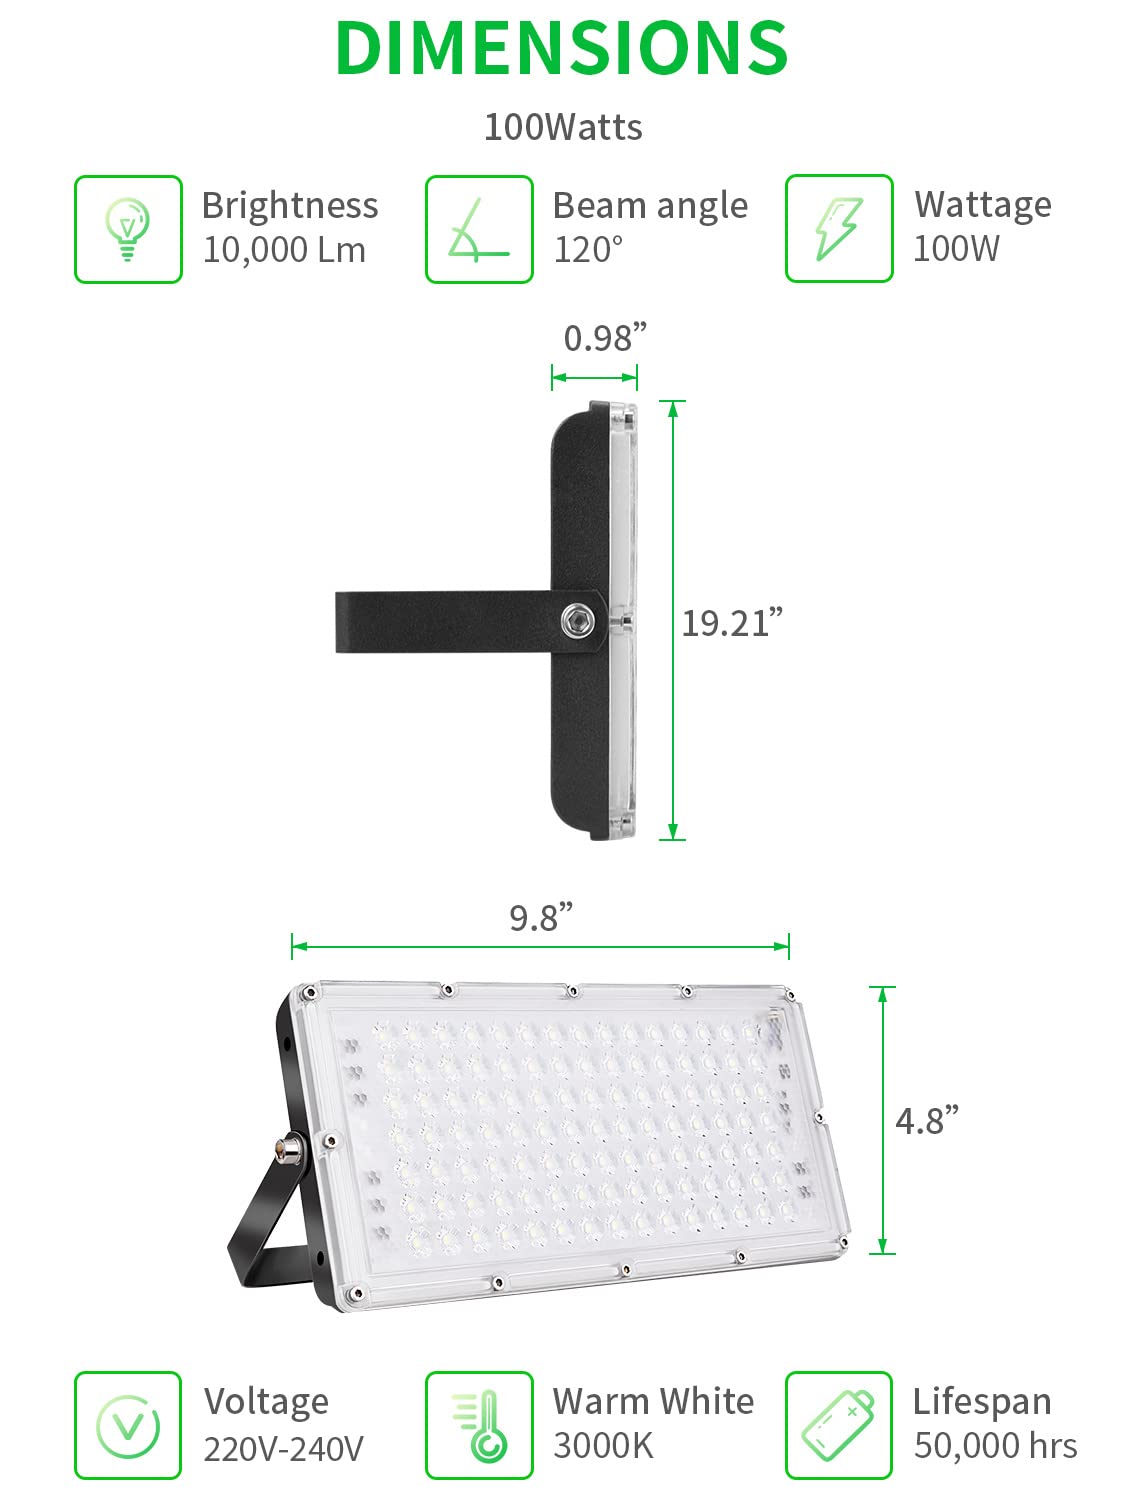 DIMENSIONS
100Watts
Brightness
10,000 Lm
Beam angle
120°
Wattage
100W
0.98”
19.21”
9.8”
4.8”
Voltage
220V-240V
Warm White
3000K
Lifespan
50,000 hrs